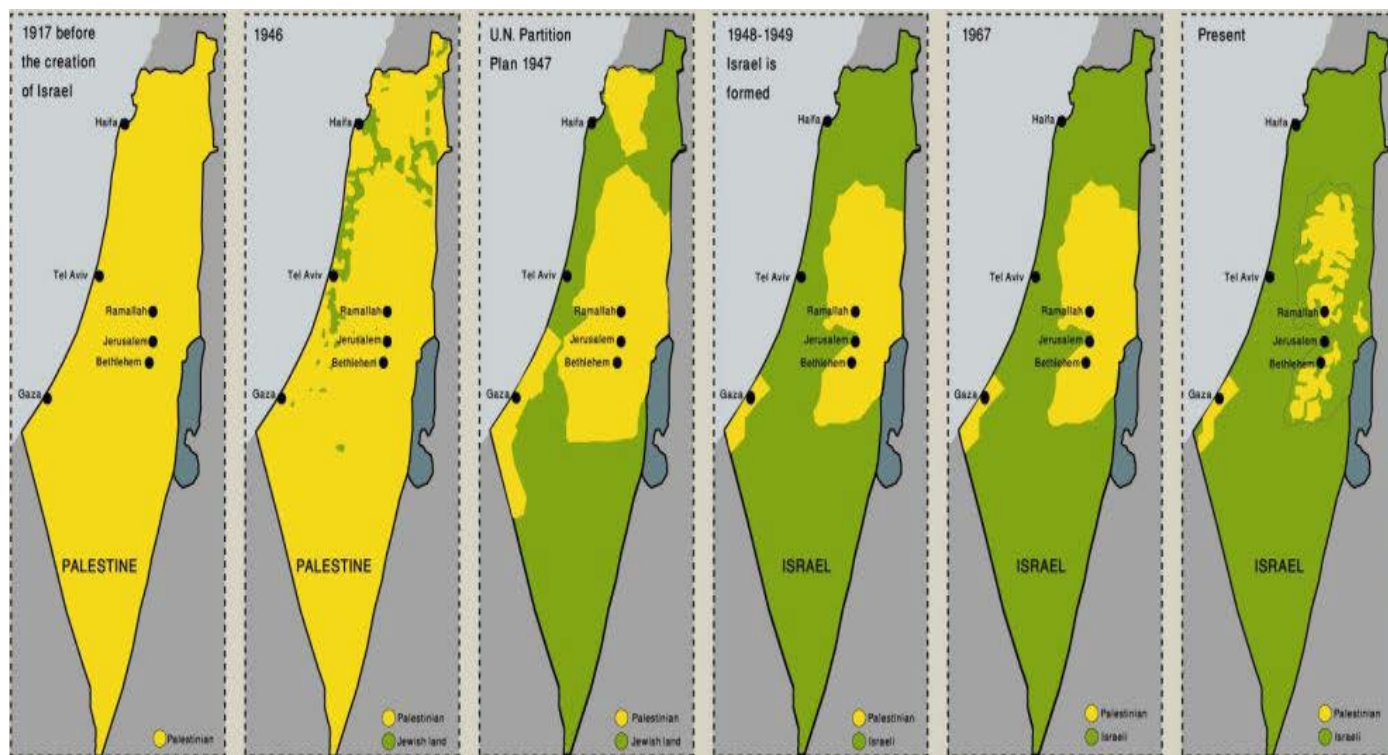 1917 before
the creation
of Israel
Haifa
Tel Aviv
Ramallah
Jerusalem
Bethlehem
Gaza
PALESTINE
Palestinian
1946
Haifa
Tel Aviv
Ramallah
Jerusalem
Bethlehem
Gaza
PALESTINE
Palestinian
Jewish land
U.N. Partition
Plan 1947
Haifa
Tel Aviv
Ramallah
Jerusalem
Bethlehem
Gaza
Palestinian
Jewish land
1948-1949
Israel is
formed
Haifa
Tel Aviv
Ramallah
Jerusalem
Bethlehem
Gaza
ISRAEL
Palestinian
Israeli
1967
Haifa
Tel Aviv
Ramallah
Jerusalem
Bethlehem
Gaza
ISRAEL
Palestinian
Israeli
Present
Haifa
Tel Aviv
Ramallah
Jerusalem
Bethlehem
Gaza
ISRAEL
Palestinian
Israeli